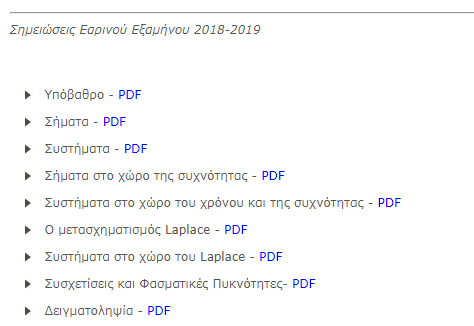 Σημειώσεις Εαρινού Εξαμήνου 2018-2019
Υπόβαθρο - PDF
Σήματα - PDF
Συστήματα - PDF
Σήματα στο χώρο της συχνότητας - PDF
Συστήματα στο χώρο του χρόνου και της συχνότητας - PDF
Ο μετασχηματισμός Laplace - PDF
Συστήματα στο χώρο του Laplace - PDF
Συσχετίσεις και Φασματικές Πυκνότητες- PDF
Δειγματοληψία - PDF